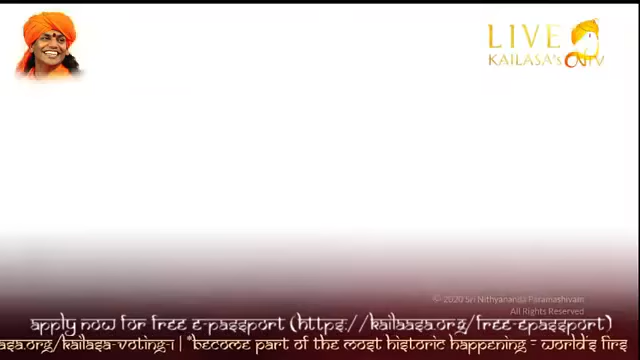 LIVE
KAILASA's NTV
© 2020 Sri Nithyananda Paramashivam
All Rights Reserved
apply now for free e-passport (https://kailaasa.org/free-epassport)
asa.org/kailasa-voting-1 | *become part of the most historic happening - world's firs